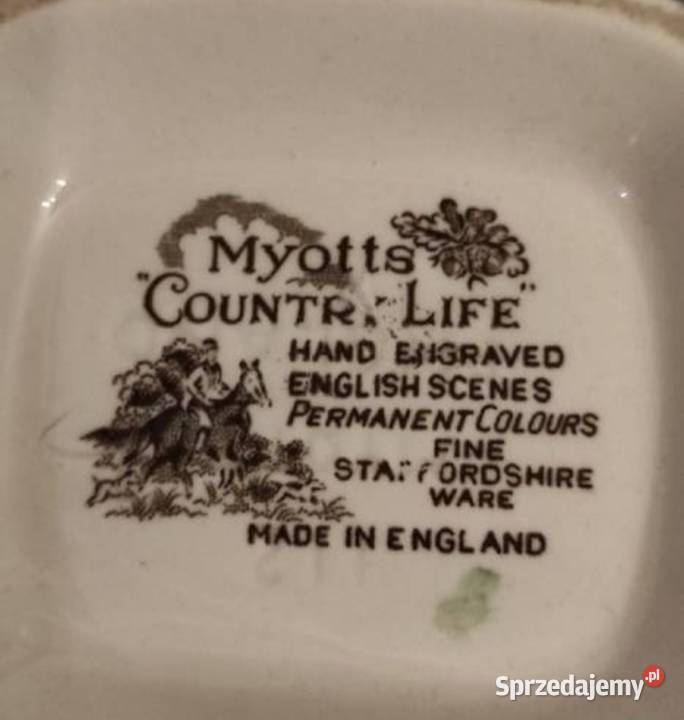 Myotts
"COUNTRY LIFE"
HAND ENGRAVED
ENGLISH SCENES
PERMANENT COLOURS
FINE
STAFFORDSHIRE
WARE
MADE IN ENGLAND
Sprzedajemy.pl